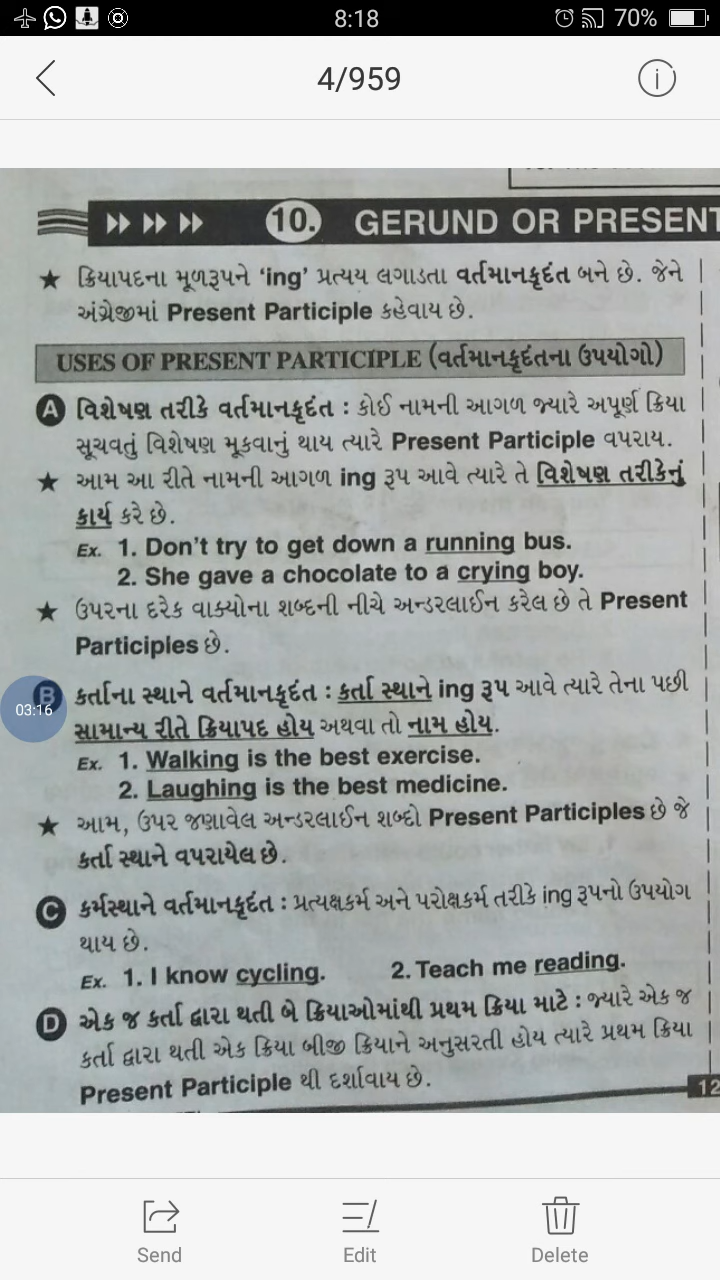 8:18
70%
4/959
10. GERUND OR PRESENT
★ ક્રિયાપદના મૂળરૂપને ‘ing’ પ્રત્યય લગાડતા વર્તમાનકૃદંત બને છે. જેને
અંગ્રેજીમાં Present Participle કહેવાય છે.
USES OF PRESENT PARTICIPLE (વર્તમાનકૃદંતના ઉપયોગો)
A વિશેષણ તરીકે વર્તમાનકૃદંત : કોઈ નામની આગળ જ્યારે અપૂર્ણ ક્રિયા
સૂચવતું વિશેષણ મૂકવાનું થાય ત્યારે Present Participle વપરાય.
★ આમ આ રીતે નામની આગળ ing રૂપ આવે ત્યારે તે વિશેષણ તરીકેનું
કાર્ય કરે છે.
Ex. 1. Don't try to get down a running bus.
2. She gave a chocolate to a crying boy.
★ ઉપરના દરેક વાક્યોના શબ્દની નીચે અન્ડરલાઈન કરેલ છે તે Present
Participles છે.
B કર્તાના સ્થાને વર્તમાનકૃદંત : કર્તા સ્થાને ing રૂપ આવે ત્યારે તેના પછી
03:16
સામાન્ય રીતે ક્રિયાપદ હોય અથવા તો નામ હોય.
Ex. 1. Walking is the best exercise.
2. Laughing is the best medicine.
★ આમ, ઉપર જણાવેલ અન્ડરલાઈન શબ્દો Present Participles છે જે
કર્તા સ્થાને વપરાયેલ છે.
C કર્મસ્થાને વર્તમાનકૃદંત : પ્રત્યક્ષકર્મ અને પરોક્ષકર્મ તરીકે ing રૂપનો ઉપયોગ
થાય છે.
Ex. 1. I know cycling. 2. Teach me reading.
D એક જ કર્તા દ્વારા થતી બે ક્રિયાઓમાંથી પ્રથમ ક્રિયા માટે : જ્યારે એક જ
કર્તા દ્વારા થતી એક ક્રિયા બીજી ક્રિયાને અનુસરતી હોય ત્યારે પ્રથમ ક્રિયા
Present Participle થી દર્શાવાય છે.
12
Send Edit Delete